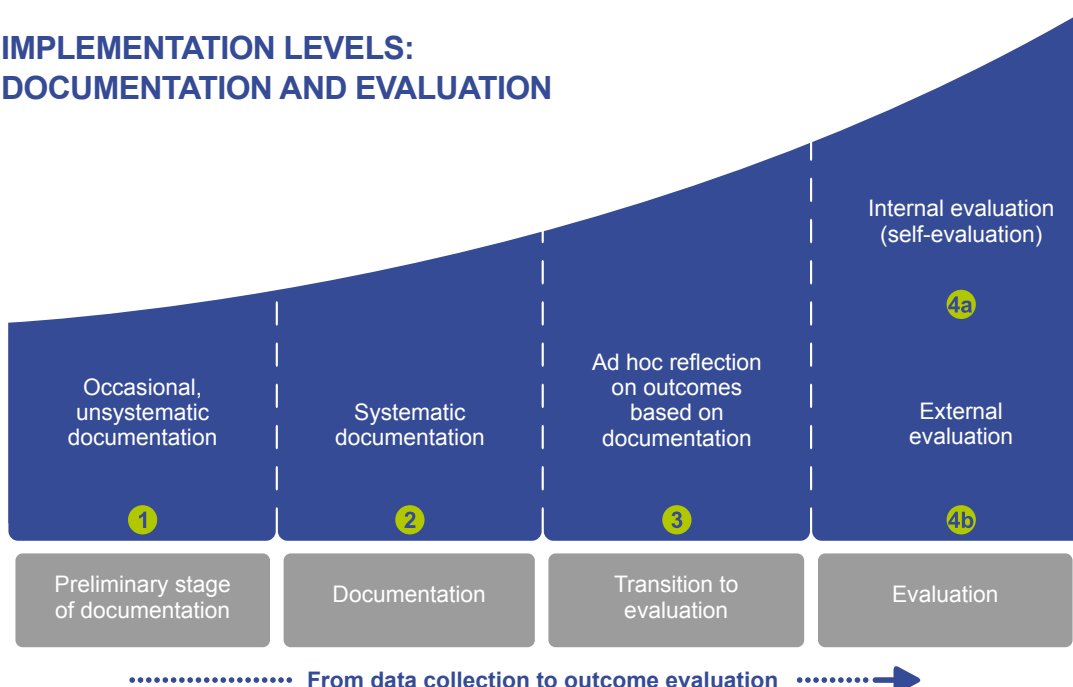 IMPLEMENTATION LEVELS:
DOCUMENTATION AND EVALUATION
Occasional,
unsystematic
documentation
1
Systematic
documentation
2
Ad hoc reflection
on outcomes
based on
documentation
3
Internal evaluation
(self-evaluation)
4a
External
evaluation
4b
Preliminary stage
of documentation
Documentation
Transition to
evaluation
Evaluation
From data collection to outcome evaluation